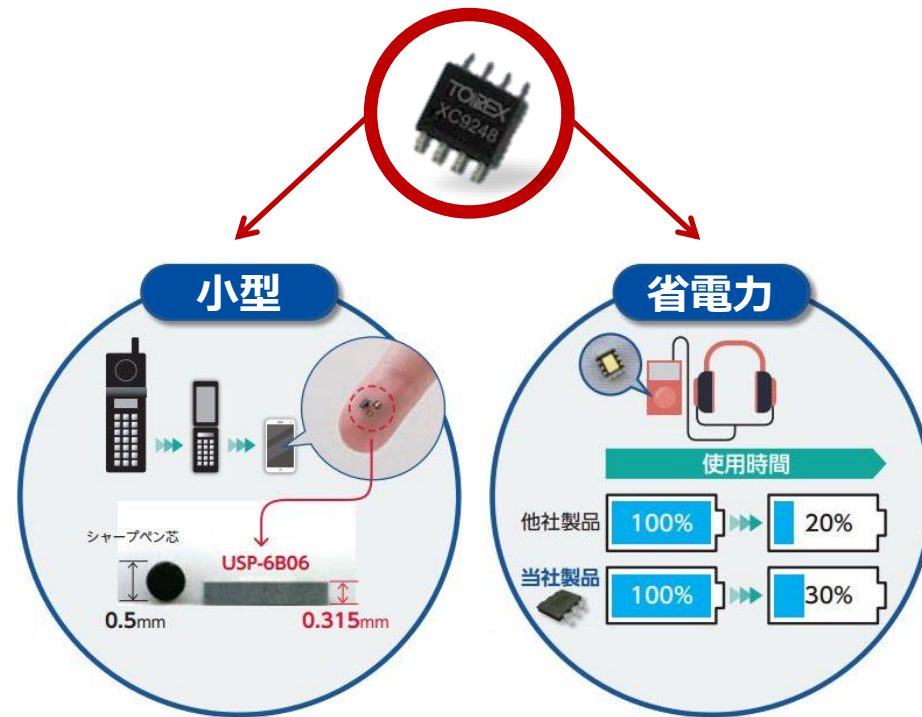 TOIREX
XC9248
小型
省電力
シャープペン芯
0.5mm
USP-6B06
0.315mm
使用時間
他社製品
100%
20%
当社製品
100%
30%